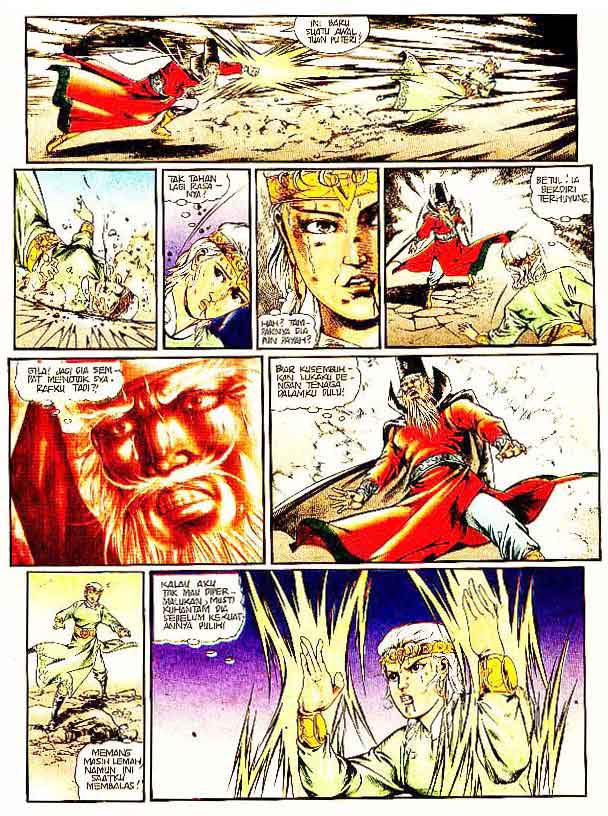 INI BARU
SUATU AWAL
TUAN PUTERI!
TAK TAHAN
LAGI RASA-
NYA?
HAH? TAM-
PAKNYA DIA
PUN PAYAH?
BETUL! IA
BERDIRI
TERHUYUNG.
GILA! JADI DIA SEM-
PAT MENOTOK SYA-
RAFKU TADI?!
BIAR KUSEMBUH-
KAN LUKAKU DE-
NGAN TENAGA
DALAMKU DULU!
MEMANG
MASIH LEMAH
NAMUN INI
SAATKU
MEMBALAS!
KALAU AKU
TAK MAU DIPER-
MALUKAN, MUSTI
KUHANTAM DIA
SEBELUM KEKUAT-
ANNYA PULIH!